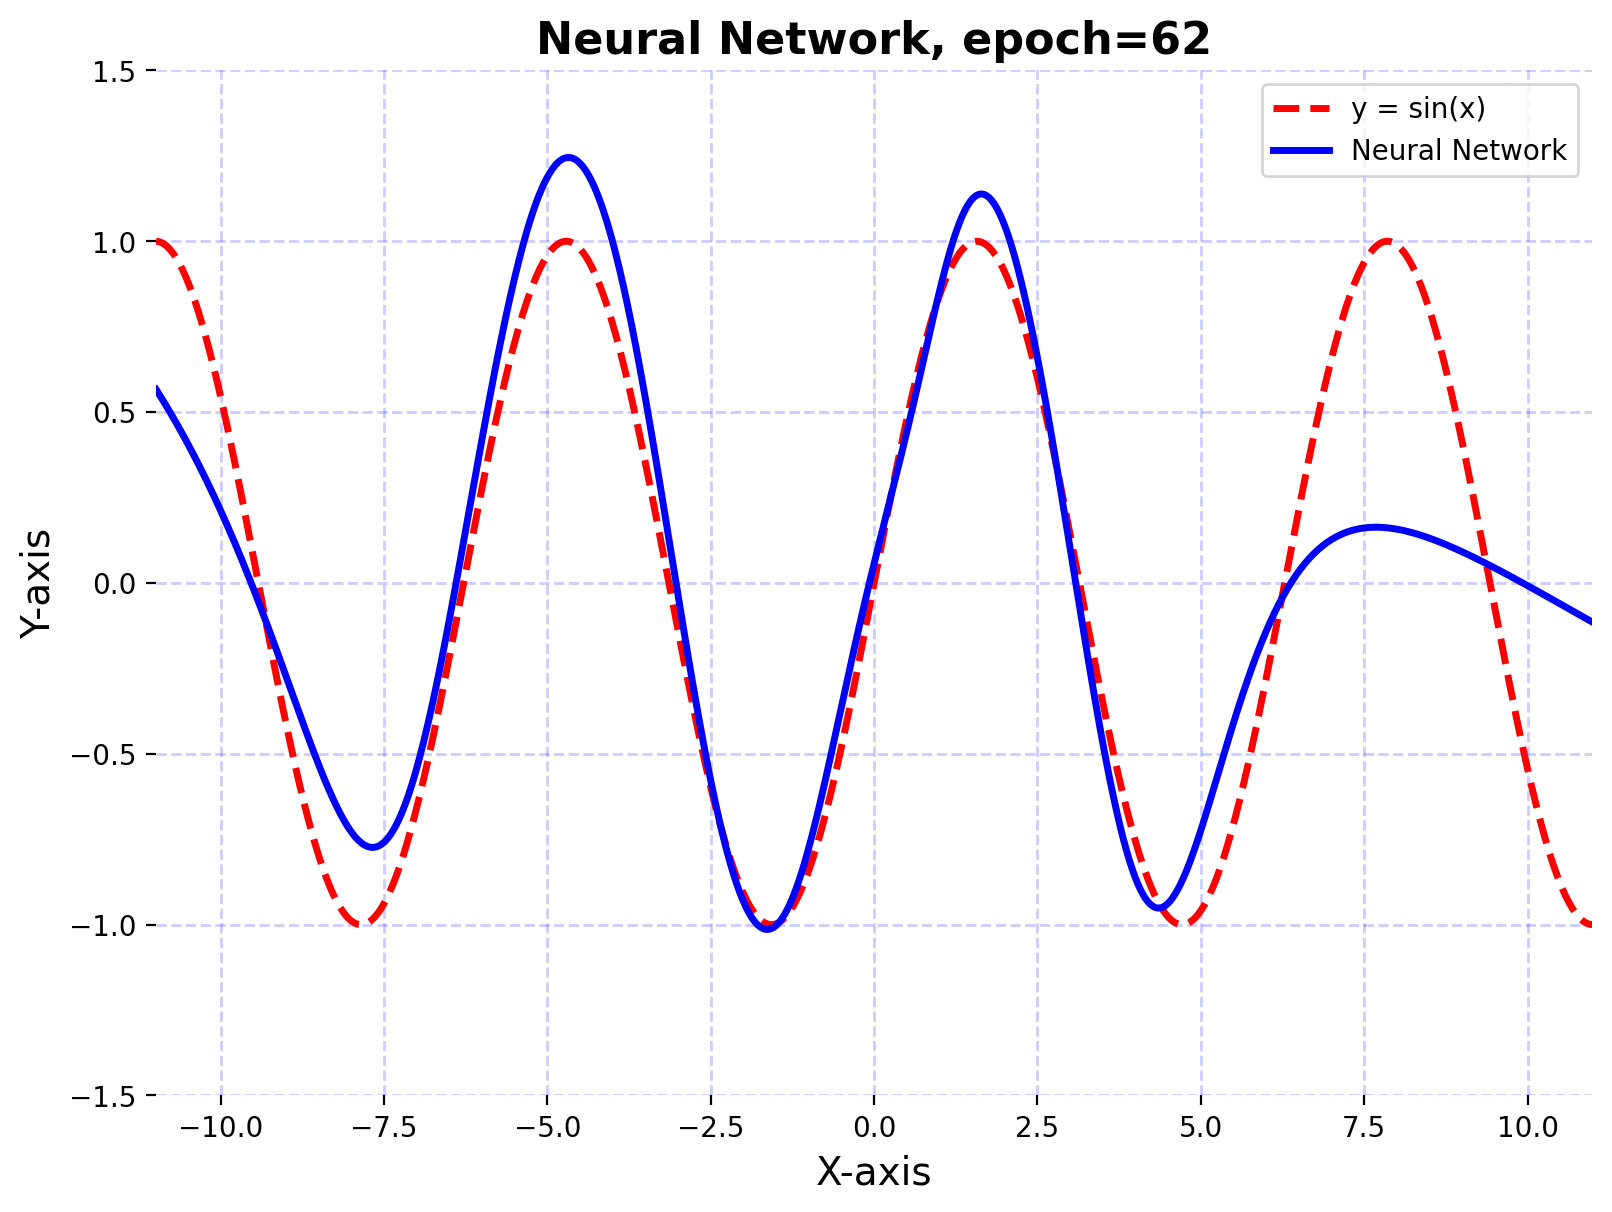 Neural Network, epoch=62
1.5
1.0
0.5
0.0
−0.5
−1.0
−1.5
Y-axis
y = sin(x)
Neural Network
−10.0 −7.5 −5.0 −2.5 0.0 2.5 5.0 7.5 10.0
X-axis